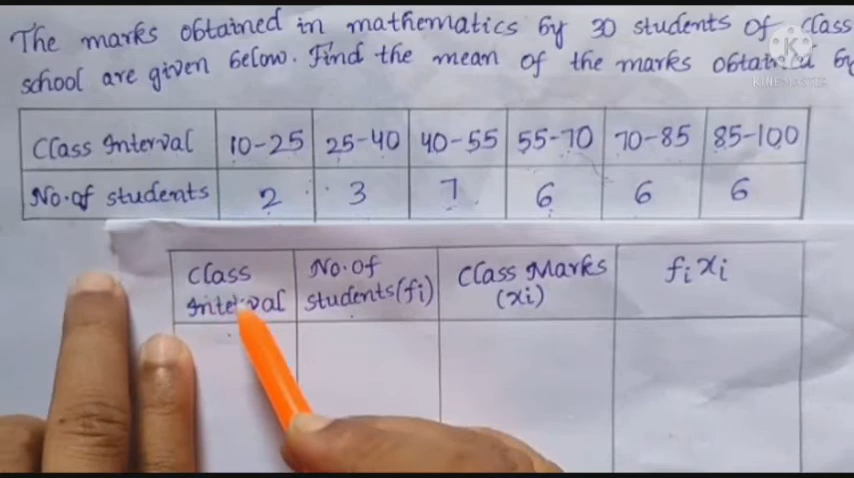 The marks obtained in mathematics by 30 students of class
school are given below. Find the mean of the marks obtained by
KINEMASTER
Class Interval 10-25 25-40 40-55 55-70 70-85 85-100
No.of students 2 3 7 6 6 6
Class Interval No.of students(fi) Class Marks (xi) fixi